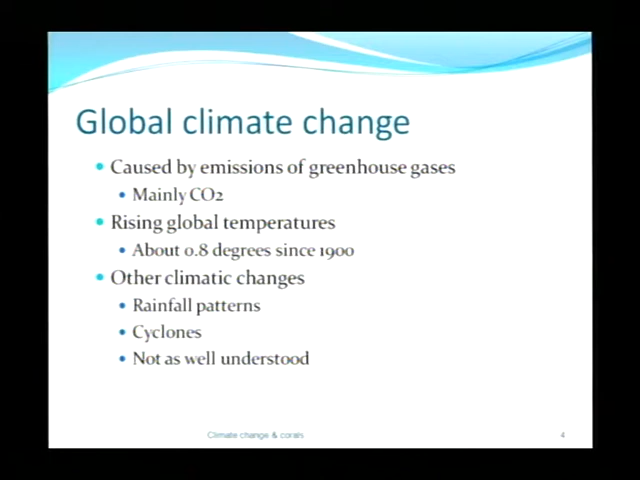 Global climate change
Caused by emissions of greenhouse gases
Mainly CO2
Rising global temperatures
About 0.8 degrees since 1900
Other climatic changes
Rainfall patterns
Cyclones
Not as well understood
Climate change & corals
4